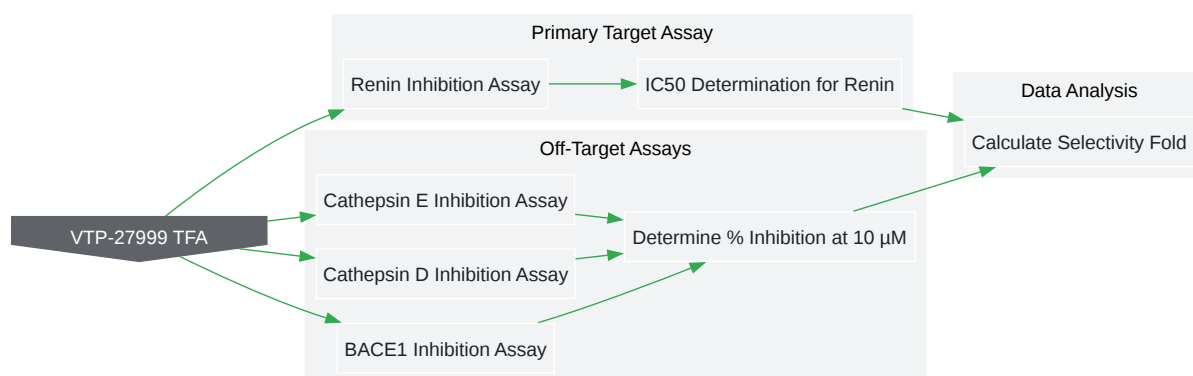 Primary Target Assay
Renin Inhibition Assay
IC50 Determination for Renin
Data Analysis
Calculate Selectivity Fold
Off-Target Assays
Cathepsin E Inhibition Assay
VTP-27999 TFA
Determine % Inhibition at 10 µM
Cathepsin D Inhibition Assay
BACE1 Inhibition Assay